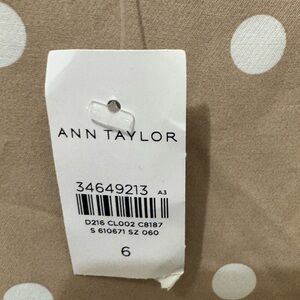 ANN TAYLOR
34649213 A3
D216 CL002 C8187
S 610671 SZ 060
6